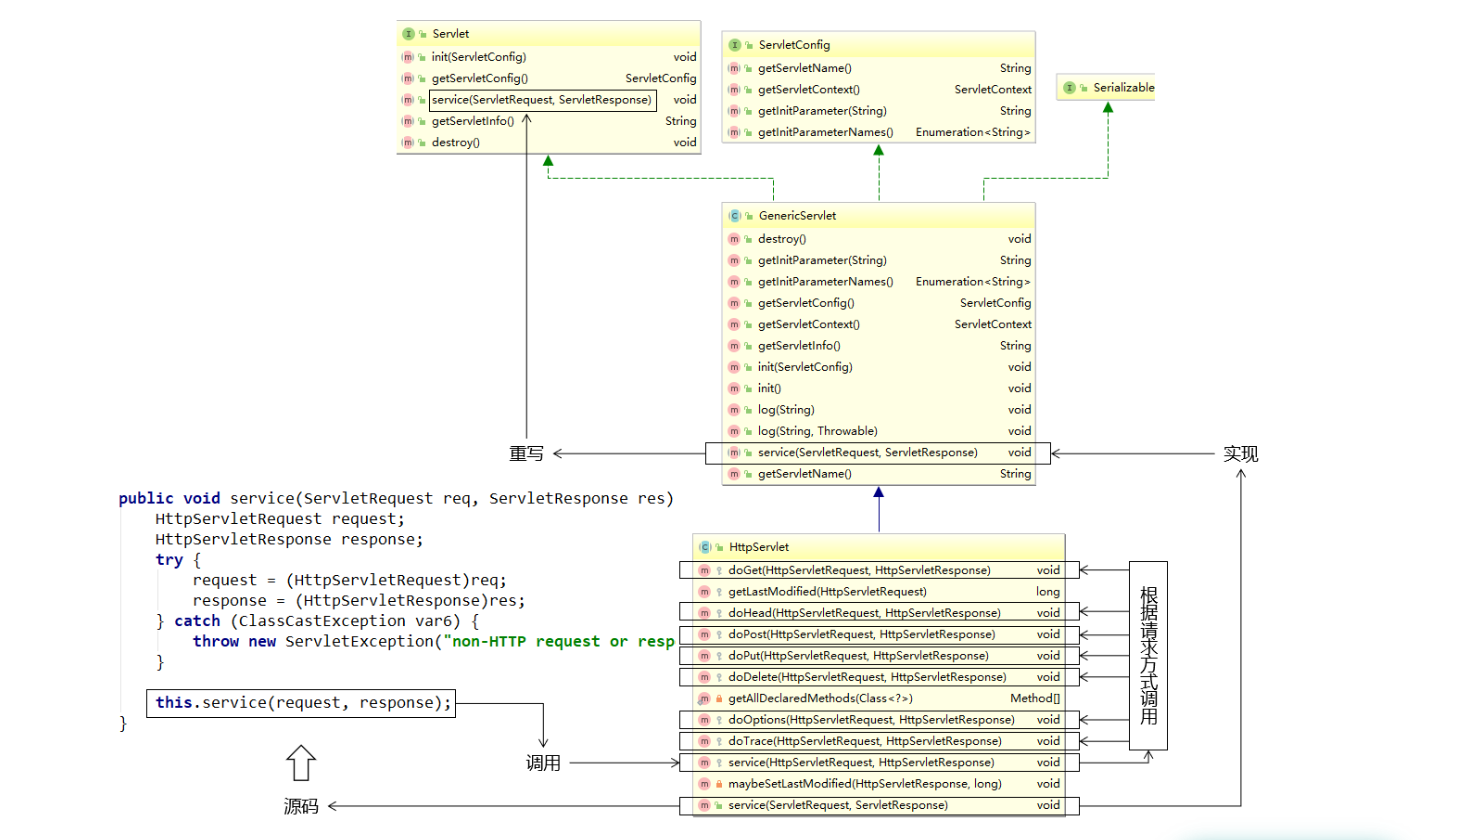 Servlet
init(ServletConfig) void
getServletConfig() ServletConfig
service(ServletRequest, ServletResponse) void
getServletInfo() String
destroy() void
ServletConfig
getServletName() String
getServletContext() ServletContext
getInitParameter(String) String
getInitParameterNames() Enumeration<String>
Serializable
GenericServlet
destroy() void
getInitParameter(String) String
getInitParameterNames() Enumeration<String>
getServletConfig() ServletConfig
getServletContext() ServletContext
getServletInfo() String
init(ServletConfig) void
init() void
log(String) void
log(String, Throwable) void
service(ServletRequest, ServletResponse) void
getServletName() String
重写
实现
public void service(ServletRequest req, ServletResponse res)
HttpServletRequest request;
HttpServletResponse response;
try {
request = (HttpServletRequest)req;
response = (HttpServletResponse)res;
} catch (ClassCastException var6) {
throw new ServletException("non-HTTP request or resp
}
this.service(request, response);
}
调用
源码
HttpServlet
doGet(HttpServletRequest, HttpServletResponse) void
getLastModified(HttpServletRequest) long
doHead(HttpServletRequest, HttpServletResponse) void
doPost(HttpServletRequest, HttpServletResponse) void
doPut(HttpServletRequest, HttpServletResponse) void
doDelete(HttpServletRequest, HttpServletResponse) void
getAllDeclaredMethods(Class<?>) Method[]
doOptions(HttpServletRequest, HttpServletResponse) void
doTrace(HttpServletRequest, HttpServletResponse) void
service(HttpServletRequest, HttpServletResponse) void
maybeSetLastModified(HttpServletResponse, long) void
service(ServletRequest, ServletResponse) void
根据请求方式调用